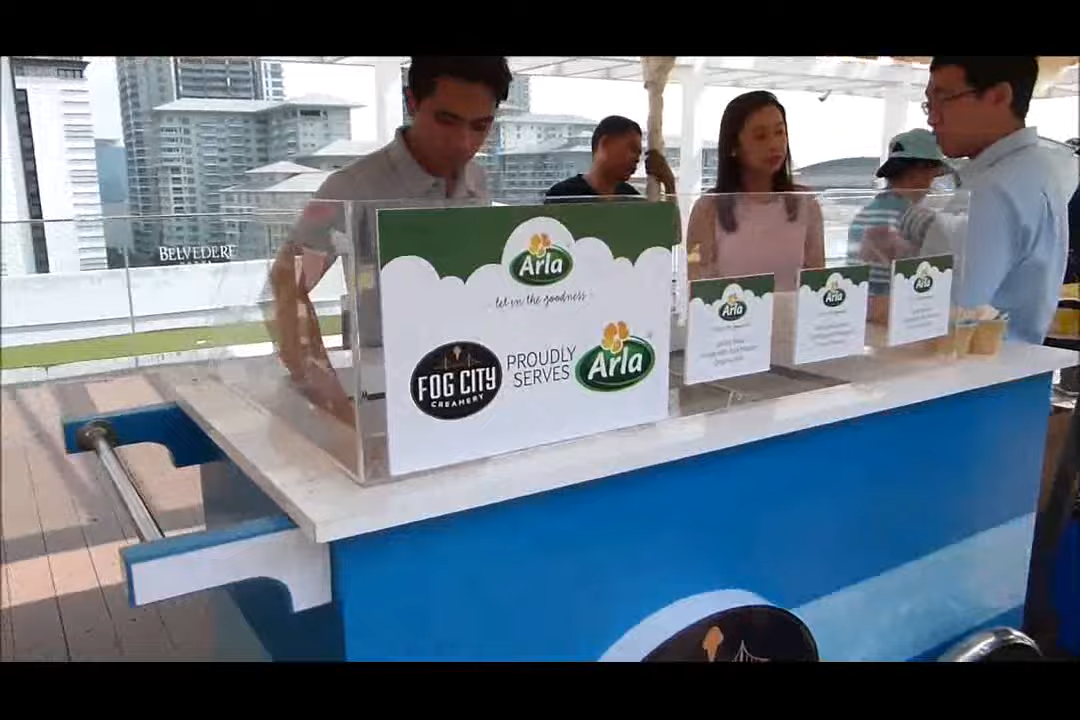 BELVEDERE
Arla
let in the goodness
FOG CITY
CREAMERY
PROUDLY
SERVES
Arla
Arla
Arla
Arla